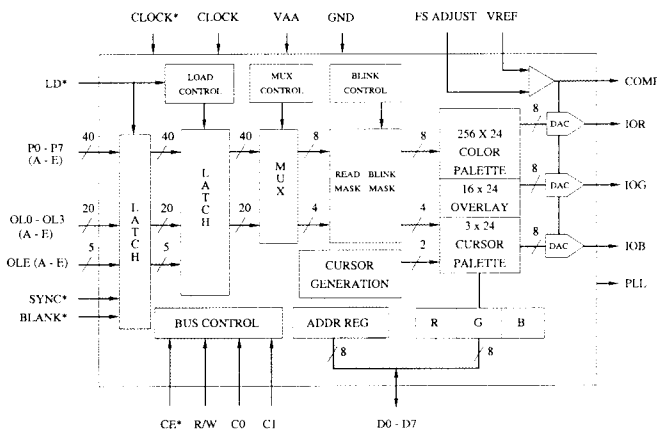 CLOCK* CLOCK VAA GND FS ADJUST VREF
LD*
LOAD CONTROL
MUX CONTROL
BLINK CONTROL
COMP
P0 - P7 (A - E)
40
40
40
8
8
8
DAC
IOR
LATCH
LATCH
MUX
READ MASK
BLINK MASK
256 X 24 COLOR PALETTE
16 x 24 OVERLAY
3 x 24 CURSOR PALETTE
8
DAC
IOG
OL0 - OL3 (A - E)
20
20
20
4
4
8
DAC
IOB
OLE (A - E)
5
5
CURSOR GENERATION
2
PLL
SYNC*
BLANK*
BUS CONTROL
ADDR REG
R G B
8
8
CE* R/W C0 C1
D0 - D7